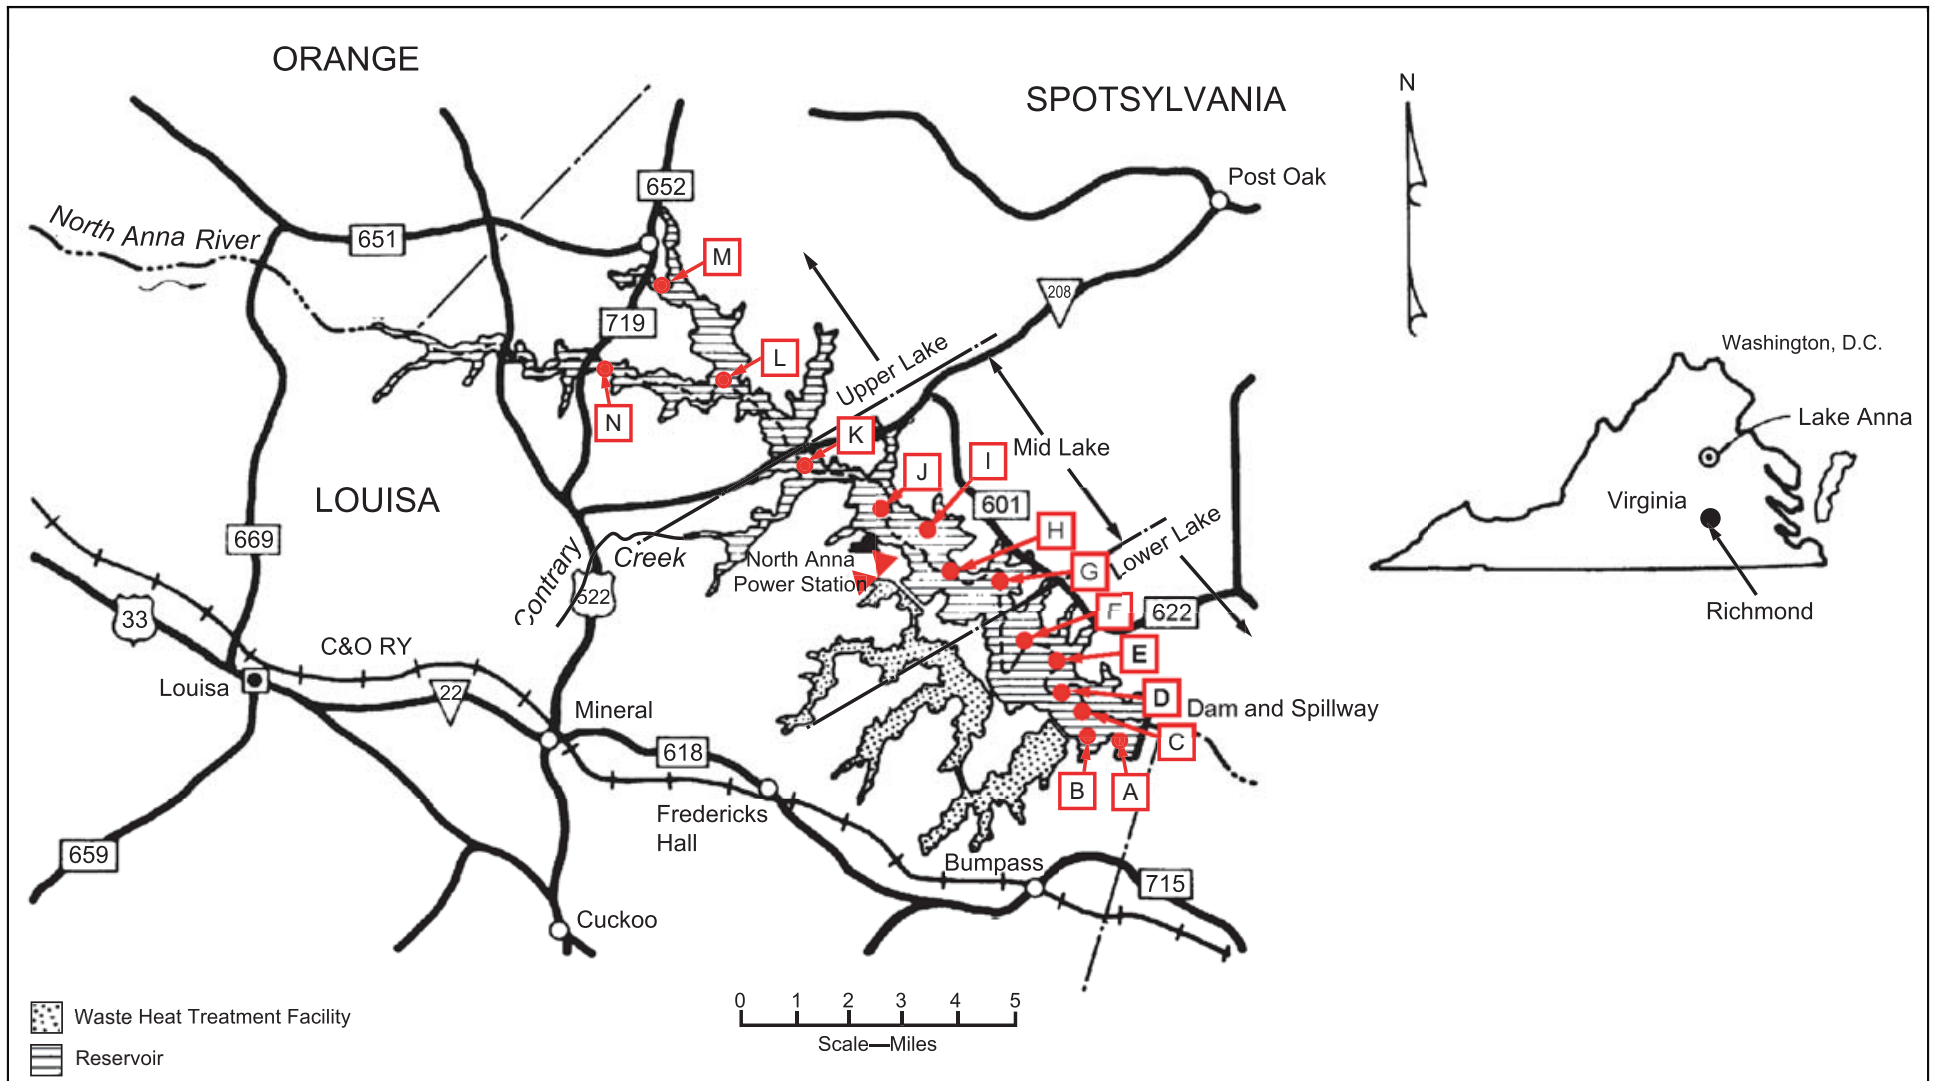 ORANGE
SPOTSYLVANIA
N
Post Oak
652
North Anna River
651
M
208
719
Washington, D.C.
L
Upper Lake
Lake Anna
N
K
Mid Lake
I
J
LOUISA
601
Virginia
H
Lower Lake
669
Contrary
Creek
North Anna
Power Station
G
522
F
622
Richmond
33
C&O RY
E
Louisa
22
D
Mineral
Dam and Spillway
C
618
B
A
Fredericks
Hall
659
Bumpass
715
Cuckoo
0 1 2 3 4 5
Scale—Miles
Waste Heat Treatment Facility
Reservoir